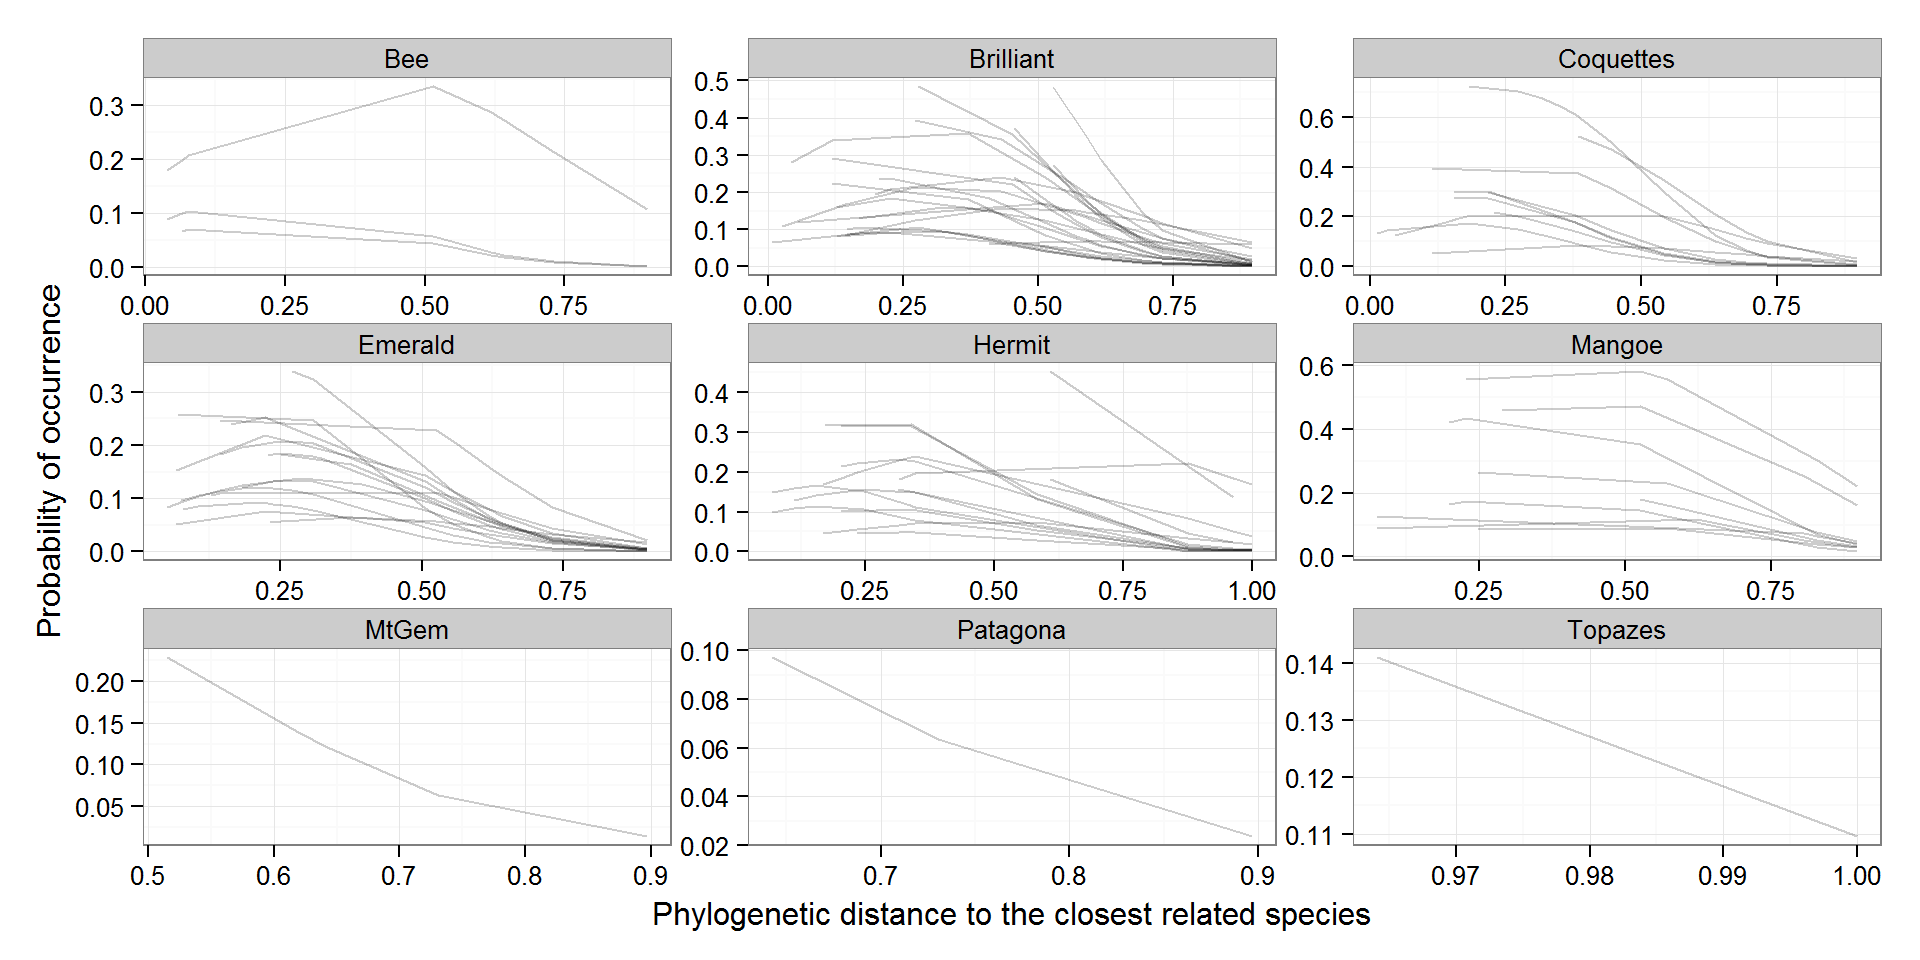 Bee Brilliant Coquettes
0.3 0.2 0.1 0.0
0.5 0.4 0.3 0.2 0.1 0.0
0.6 0.4 0.2 0.0
0.00 0.25 0.50 0.75
0.00 0.25 0.50 0.75
0.00 0.25 0.50 0.75
Emerald Hermit Mangoe
0.3 0.2 0.1 0.0
0.4 0.3 0.2 0.1 0.0
0.6 0.4 0.2 0.0
0.25 0.50 0.75
0.25 0.50 0.75 1.00
0.25 0.50 0.75
MtGem Patagona Topazes
0.20 0.15 0.10 0.05
0.10 0.08 0.06 0.04 0.02
0.14 0.13 0.12 0.11
0.5 0.6 0.7 0.8 0.9
0.7 0.8 0.9
0.97 0.98 0.99 1.00
Probability of occurrence
Phylogenetic distance to the closest related species